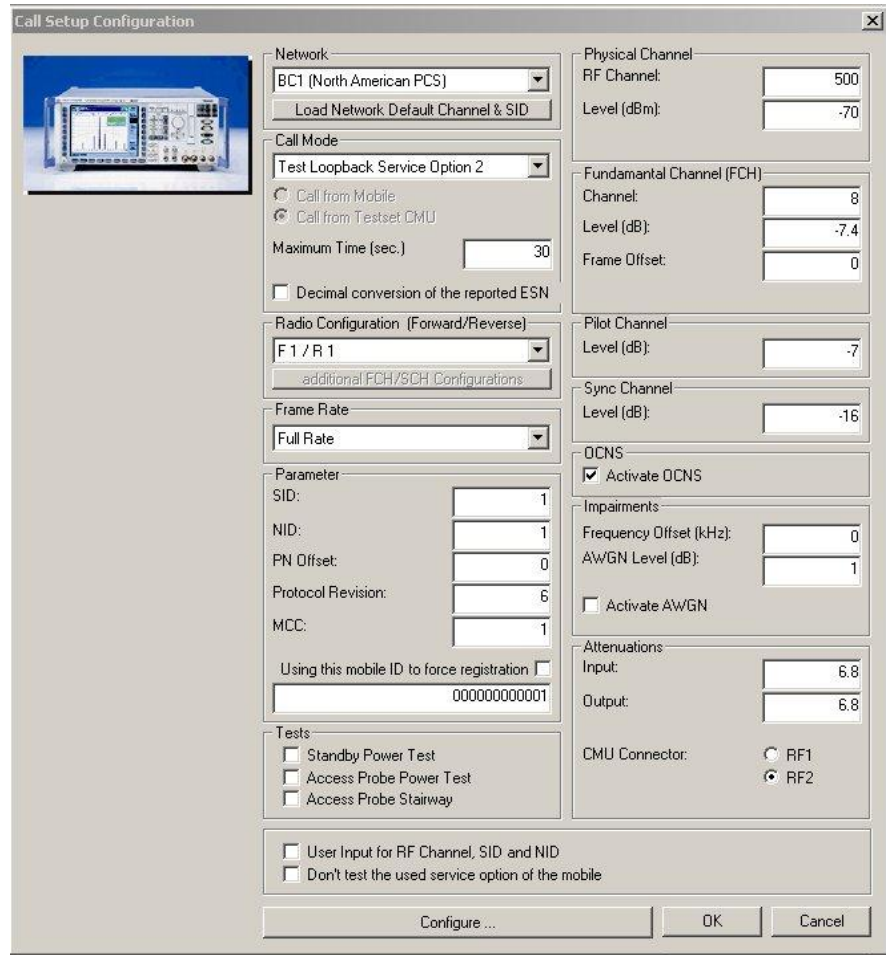 Call Setup Configuration
Network
BC1 (North American PCS)
Load Network Default Channel & SID
Call Mode
Test Loopback Service Option 2
Call from Mobile
Call from Testset CMU
Maximum Time (sec.)
30
Decimal conversion of the reported ESN
Radio Configuration (Forward/Reverse)
F 1 / R 1
additional FCH/SCH Configurations
Frame Rate
Full Rate
Parameter
SID:
1
NID:
1
PN Offset:
0
Protocol Revision:
6
MCC:
1
Using this mobile ID to force registration
000000000001
Tests
Standby Power Test
Access Probe Power Test
Access Probe Stairway
Physical Channel
RF Channel:
500
Level (dBm):
-70
Fundamantal Channel (FCH)
Channel:
8
Level (dB):
-7.4
Frame Offset:
0
Pilot Channel
Level (dB):
-7
Sync Channel
Level (dB):
-16
OCNS
Activate OCNS
Impairments
Frequency Offset (kHz):
0
AWGN Level (dB):
1
Activate AWGN
Attenuations
Input:
6.8
Output:
6.8
CMU Connector:
RF1
RF2
User Input for RF Channel, SID and NID
Don't test the used service option of the mobile
Configure ...
OK
Cancel